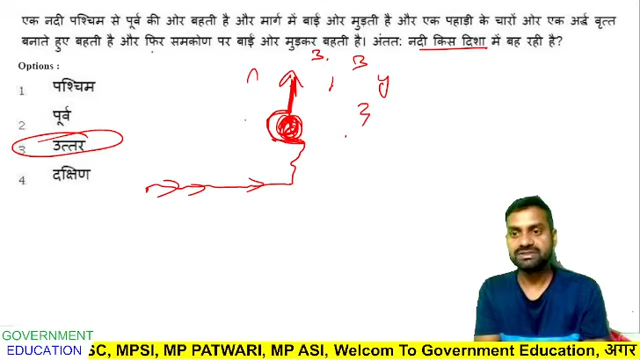 एक नदी पश्चिम से पूर्व की ओर बहती है और मार्ग में बाईं ओर मुड़ती है और एक पहाडी के चारों ओर एक अर्द्ध वृत्त
बनाते हुए बहती है और फिर समकोण पर बाईं ओर मुड़कर बहती है। अंतत: नदी किस दिशा में बह रही है?
Options :
1 पश्चिम
2 पूर्व
3 उत्तर
4 दक्षिण
GOVERNMENT
EDUCATION
SC, MPSI, MP PATWARI, MP ASI, Welcom To Government Education, अगर